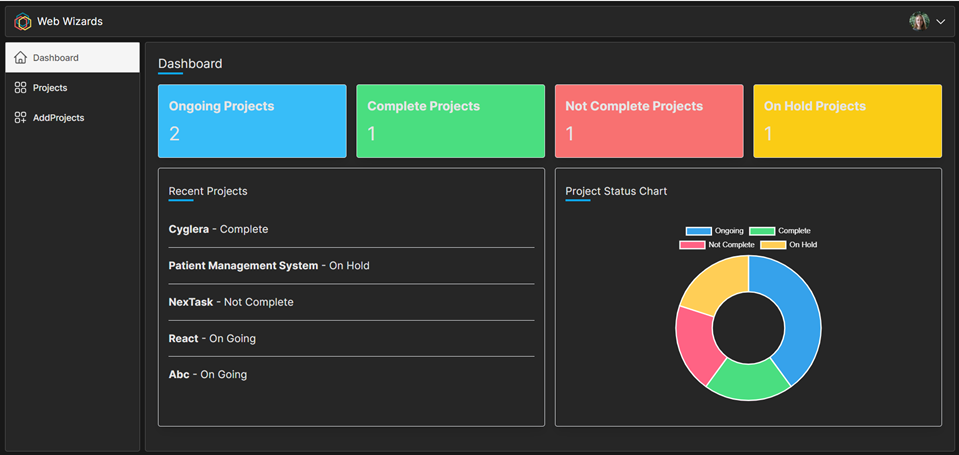 Web Wizards
Dashboard
Projects
AddProjects
Dashboard
Ongoing Projects
2
Complete Projects
1
Not Complete Projects
1
On Hold Projects
1
Recent Projects
Cyglera - Complete
Patient Management System - On Hold
NexTask - Not Complete
React - On Going
Abc - On Going
Project Status Chart
Ongoing Complete
Not Complete On Hold